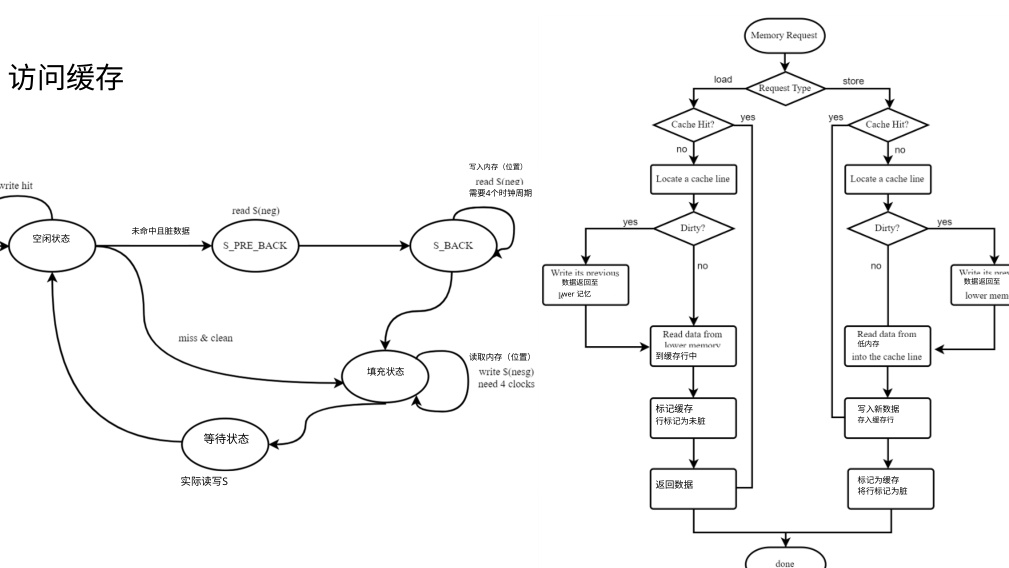 访问缓存
write hit
空闲状态
未命中且脏数据
read S(neg)
S_PRE_BACK
写入内存（位置）
read S(neg)
需要4个时钟周期
S_BACK
miss & clean
填充状态
读取内存（位置）
write S(nesg)
need 4 clocks
等待状态
实际读写S
Memory Request
Request Type
load
store
Cache Hit?
yes
no
Locate a cache line
Dirty?
yes
no
Write its previous
数据返回至
lower 记忆
Read data from
lower memory
到缓存行中
标记缓存
行标记为未脏
返回数据
Cache Hit?
yes
no
Locate a cache line
Dirty?
yes
no
Write its
数据返回至
lower
Read data from
低内存
into the cache line
写入新数据
存入缓存行
标记为缓存
将行标记为脏
done